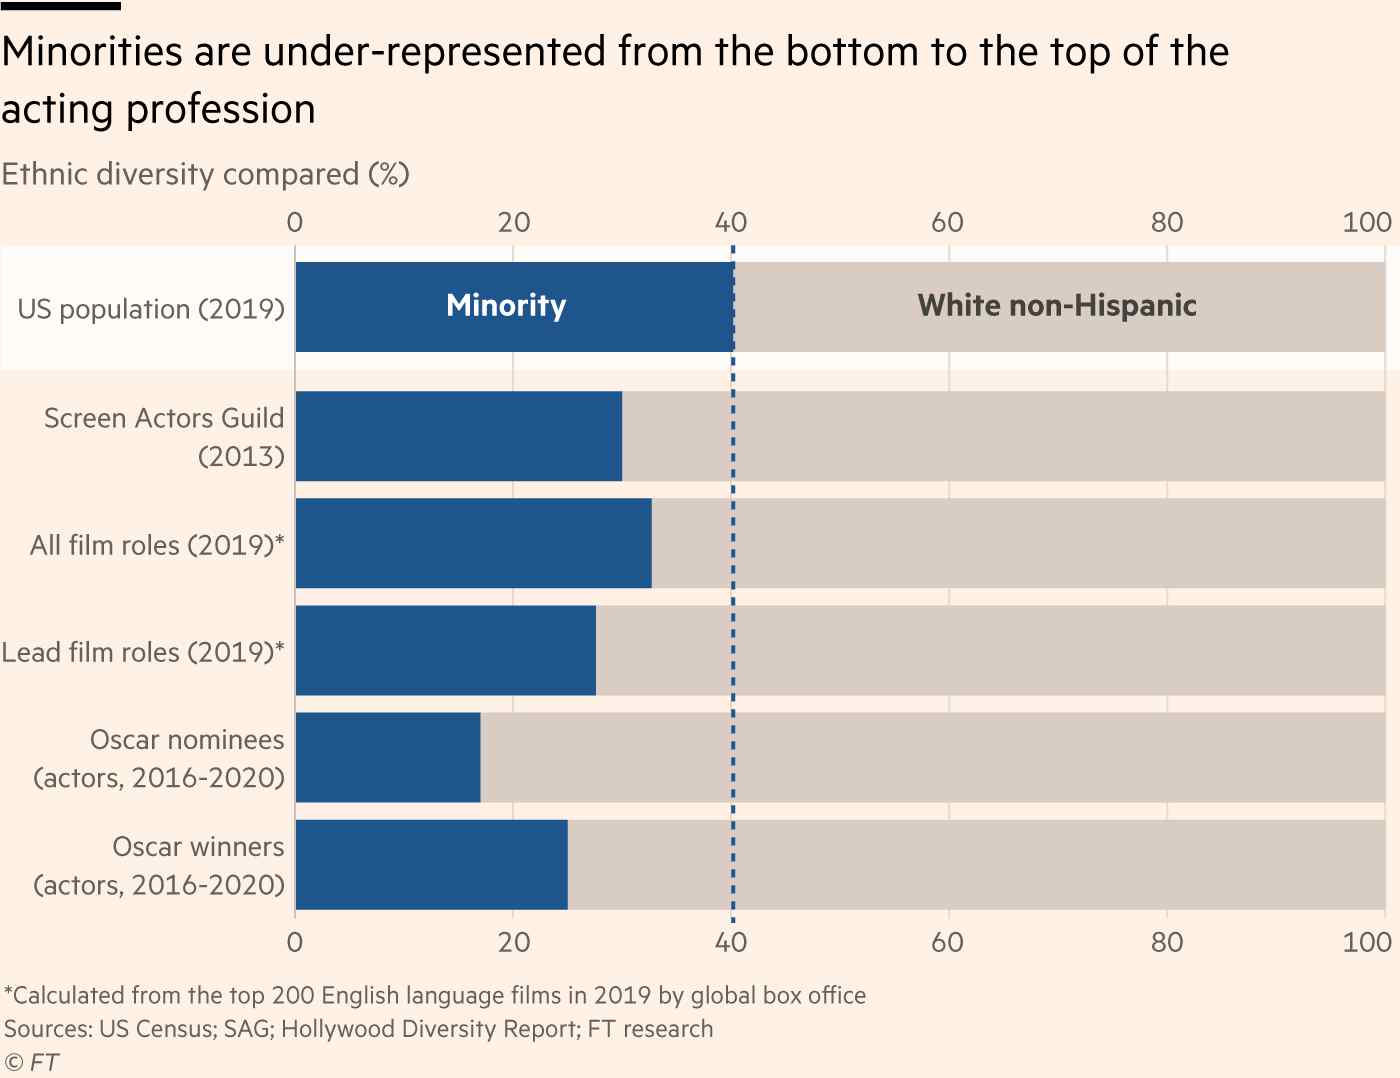 Minorities are under-represented from the bottom to the top of the
acting profession
Ethnic diversity compared (%)
0 20 40 60 80 100
US population (2019) Minority White non-Hispanic
Screen Actors Guild
(2013)
All film roles (2019)*
Lead film roles (2019)*
Oscar nominees
(actors, 2016-2020)
Oscar winners
(actors, 2016-2020)
0 20 40 60 80 100
*Calculated from the top 200 English language films in 2019 by global box office
Sources: US Census; SAG; Hollywood Diversity Report; FT research
© FT